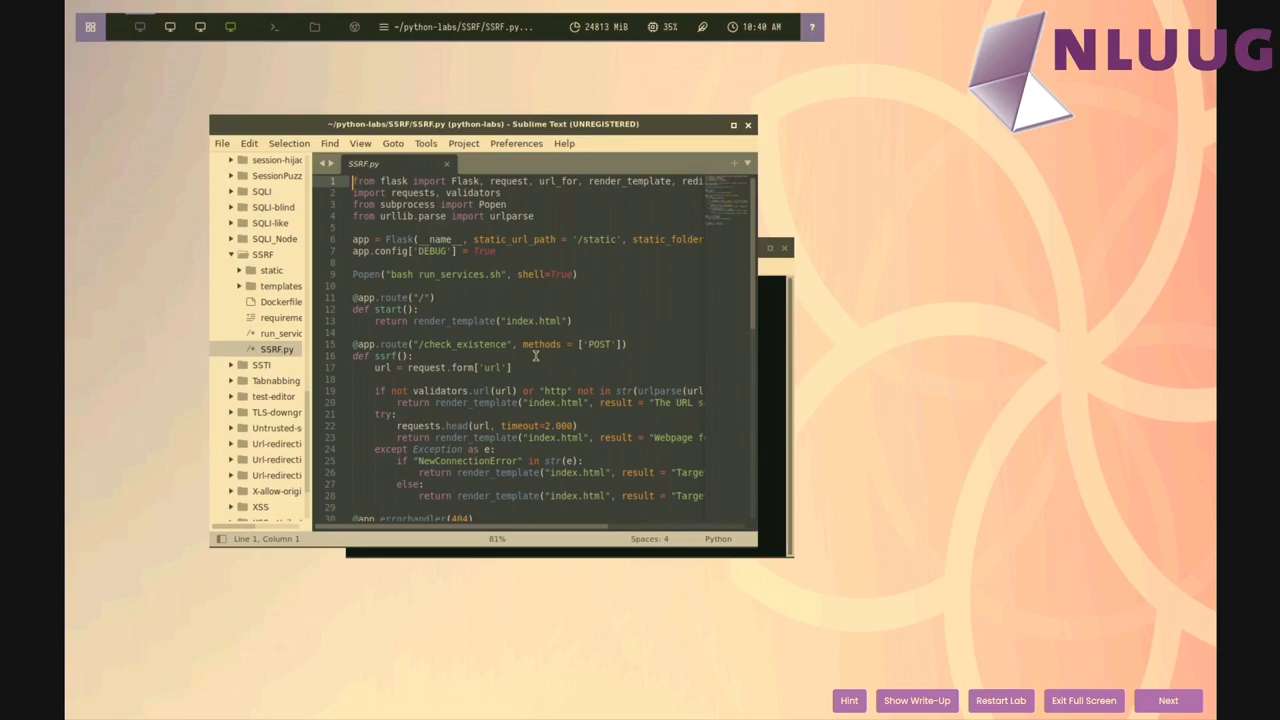 ~/python-labs/SSRF/SSRF.py...
24813 MiB
35%
10:40 AM
?
NLUUG
~/python-labs/SSRF/SSRF.py (python-labs) - Sublime Text (UNREGISTERED)
File Edit Selection Find View Goto Tools Project Preferences Help
session-hijac
SessionPuzz
SQLI
SQLI-blind
SQLI-like
SQLI_Node
SSRF
static
templates
Dockerfile
requireme
run_servic
SSRF.py
SSTI
Tabnabbing
test-editor
TLS-downgr
Untrusted-s
Url-redirecti
Url-redirecti
Url-redirecti
X-allow-origi
XSS
SSRF.py
1 from flask import Flask, request, url_for, render_template, redi
2 import requests, validators
3 from subprocess import Popen
4 from urllib.parse import urlparse
5
6 app = Flask(__name__, static_url_path = '/static', static_folder
7 app.config['DEBUG'] = True
8
9 Popen("bash run_services.sh", shell=True)
10
11 @app.route("/")
12 def start():
13 return render_template("index.html")
14
15 @app.route("/check_existence", methods = ['POST'])
16 def ssrf():
17 url = request.form['url']
18
19 if not validators.url(url) or "http" not in str(urlparse(url
20 return render_template("index.html", result = "The URL s
21 try:
22 requests.head(url, timeout=2.000)
23 return render_template("index.html", result = "Webpage f
24 except Exception as e:
25 if "NewConnectionError" in str(e):
26 return render_template("index.html", result = "Targe
27 else:
28 return render_template("index.html", result = "Targe
29
30 @app.errorhandler(404)
Line 1, Column 1
81%
Spaces: 4
Python
Hint
Show Write-Up
Restart Lab
Exit Full Screen
Next